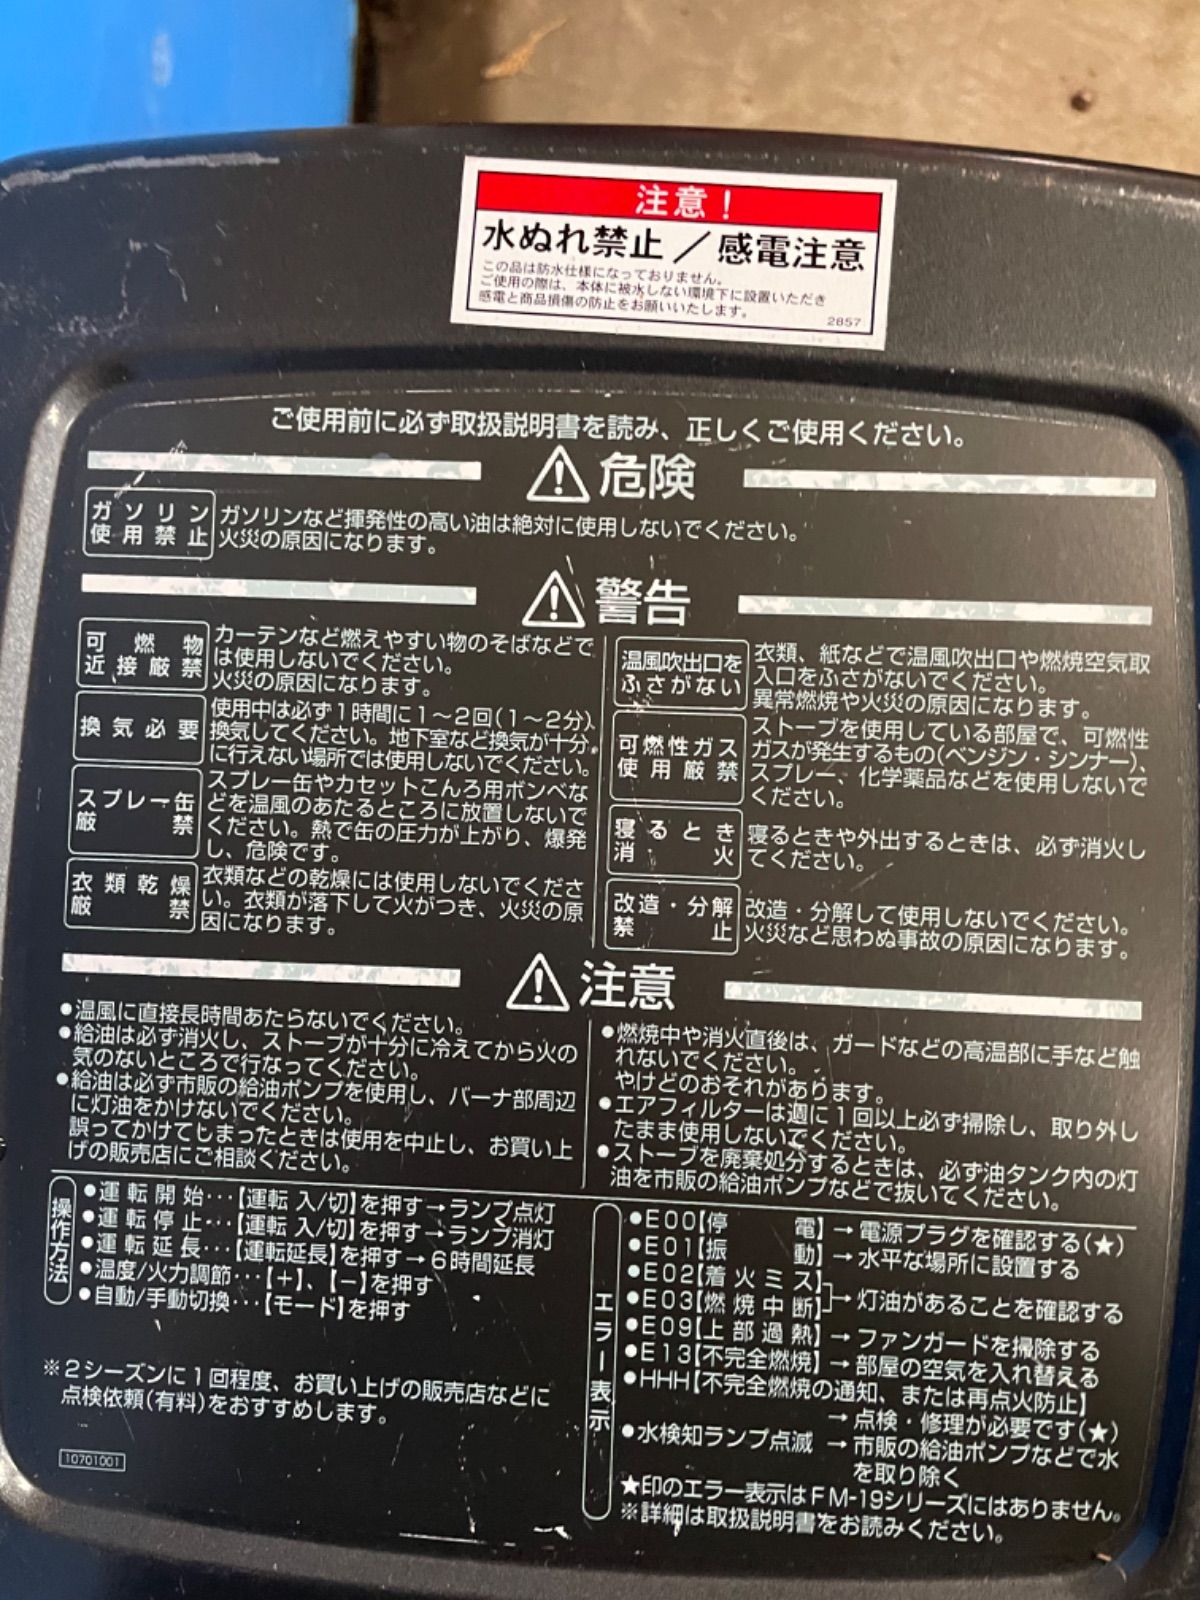 注意！
水ぬれ禁止／感電注意
この品は防水仕様になっておりません。
ご使用の際は、本体に被水しない環境下に設置いただき
感電と商品損傷の防止をお願いいたします。
2857
ご使用前に必ず取扱説明書を読み、正しくご使用ください。
危険
ガソリン
使用禁止
ガソリンなど揮発性の高い油は絶対に使用しないでください。
火災の原因になります。
警告
可燃物
近接厳禁
カーテンなど燃えやすい物のそばなどで
は使用しないでください。
火災の原因になります。
換気必要
使用中は必ず1時間に1～2回(1～2分)、
換気してください。地下室など換気が十分
に行えない場所では使用しないでください。
スプレー缶
厳禁
スプレー缶やカセットこんろ用ボンベな
どを温風のあたるところに放置しないで
ください。熱で缶の圧力が上がり、爆発
し、危険です。
衣類乾燥
厳禁
衣類などの乾燥には使用しないでくださ
い。衣類が落下して火がつき、火災の原
因になります。
温風吹出口を
ふさがない
衣類、紙などで温風吹出口や燃焼空気取
入口をふさがないでください。
異常燃焼や火災の原因になります。
可燃性ガス
使用厳禁
ストーブを使用している部屋で、可燃性
ガスが発生するもの(ベンジン・シンナー)、
スプレー、化学薬品などを使用しないで
ください。
寝るとき
消火
寝るときや外出するときは、必ず消火し
てください。
改造・分解
禁止
改造・分解して使用しないでください。
火災など思わぬ事故の原因になります。
注意
●温風に直接長時間あたらないでください。
●給油は必ず消火し、ストーブが十分に冷えてから火の
気のないところで行なってください。
●給油は必ず市販の給油ポンプを使用し、バーナ部周辺
に灯油をかけないでください。
誤ってかけてしまったときは使用を中止し、お買い上
げの販売店にご相談ください。
●燃焼中や消火直後は、ガードなどの高温部に手など触
れないでください。
やけどのおそれがあります。
●エアフィルターは週に1回以上必ず掃除し、取り外し
たまま使用しないでください。
●ストーブを廃棄処分するときは、必ず油タンク内の灯
油を市販の給油ポンプなどで抜いてください。
操作方法
●運転開始…【運転 入/切】を押す→ランプ点灯
●運転停止…【運転 入/切】を押す→ランプ消灯
●運転延長…【運転延長】を押す→6時間延長
●温度/火力調節…【+】、【−】を押す
●自動/手動切換…【モード】を押す
※2シーズンに1回程度、お買い上げの販売店などに
点検依頼(有料)をおすすめします。
10701001
エラー表示
●E00【停電】→電源プラグを確認する(★)
●E01【振動】→水平な場所に設置する
●E02【着火ミス】
●E03【燃焼中断】→灯油があることを確認する
●E09【上部過熱】→ファンガードを掃除する
●E13【不完全燃焼】→部屋の空気を入れ替える
●HHH【不完全燃焼の通知、または再点火防止】
→点検・修理が必要です(★)
●水検知ランプ点滅→市販の給油ポンプなどで水
を取り除く
★印のエラー表示はFM-19シリーズにはありません。
※詳細は取扱説明書をお読みください。